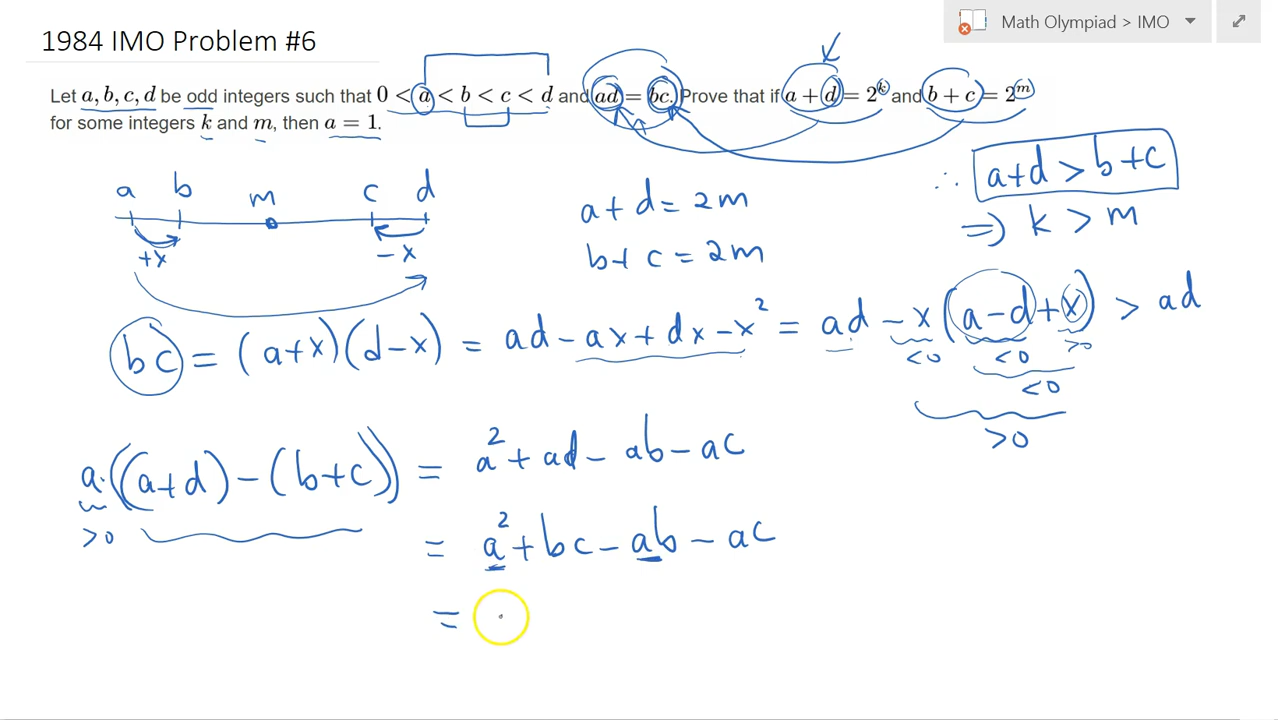 1984 IMO Problem #6
Math Olympiad > IMO
Let a, b, c, d be odd integers such that 0 < a < b < c < d and ad = bc. Prove that if a + d = 2^k and b + c = 2^m
for some integers k and m, then a = 1.
a b m c d
+x -x
a+d = 2m
b+c = 2m
∴ a+d > b+c
⇒ k > m
bc = (a+x)(d-x) = ad - ax + dx - x² = ad - x(a-d+x) > ad
<0 <0 >0
<0
>0
a·((a+d) - (b+c)) = a² + ad - ab - ac
>0
= a² + bc - ab - ac
=